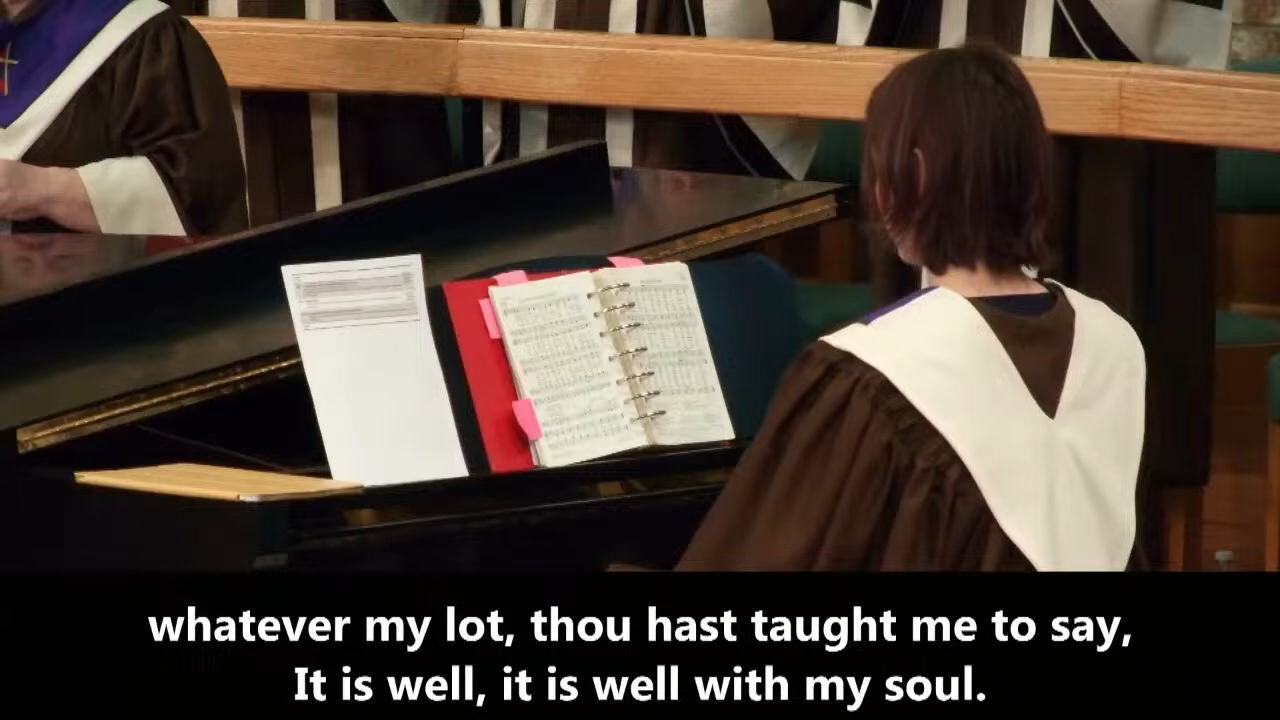 whatever my lot, thou hast taught me to say,
It is well, it is well with my soul.